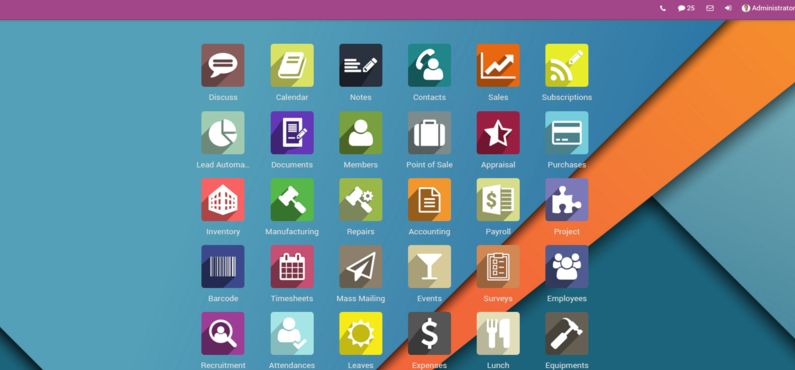 25 Administrator
Discuss Calendar Notes Contacts Sales Subscriptions
Lead Automa... Documents Members Point of Sale Appraisal Purchases
Inventory Manufacturing Repairs Accounting Payroll Project
Barcode Timesheets Mass Mailing Events Surveys Employees
Recruitment Attendances Leaves Expenses Lunch Equipments